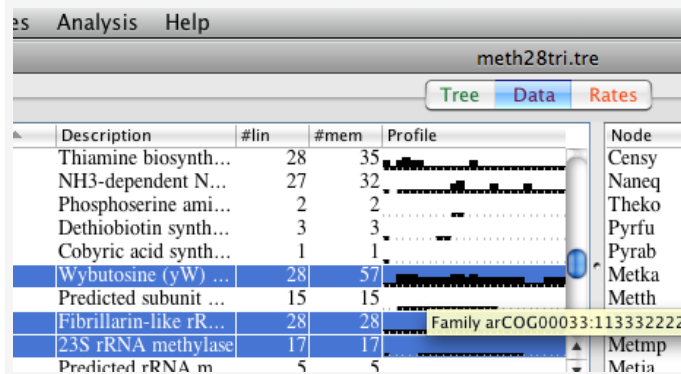 es Analysis Help
meth28tri.tre
Tree Data Rates
Description #lin #mem Profile Node
Thiamine biosynth... 28 35 Censy
NH3-dependent N... 27 32 Naneq
Phosphoserine ami... 2 2 Theko
Dethiobiotin synth... 3 3 Pyrfu
Cobyric acid synth... 1 1 Pyrab
Wybutosine (yW) ... 28 57 Metka
Predicted subunit ... 15 15 Metth
Fibrillarin-like rR... 28 28 Family arCOG00033:113332222
23S rRNA methylase 17 17 Metmp
Predicted rRNA m 5 5 Metja